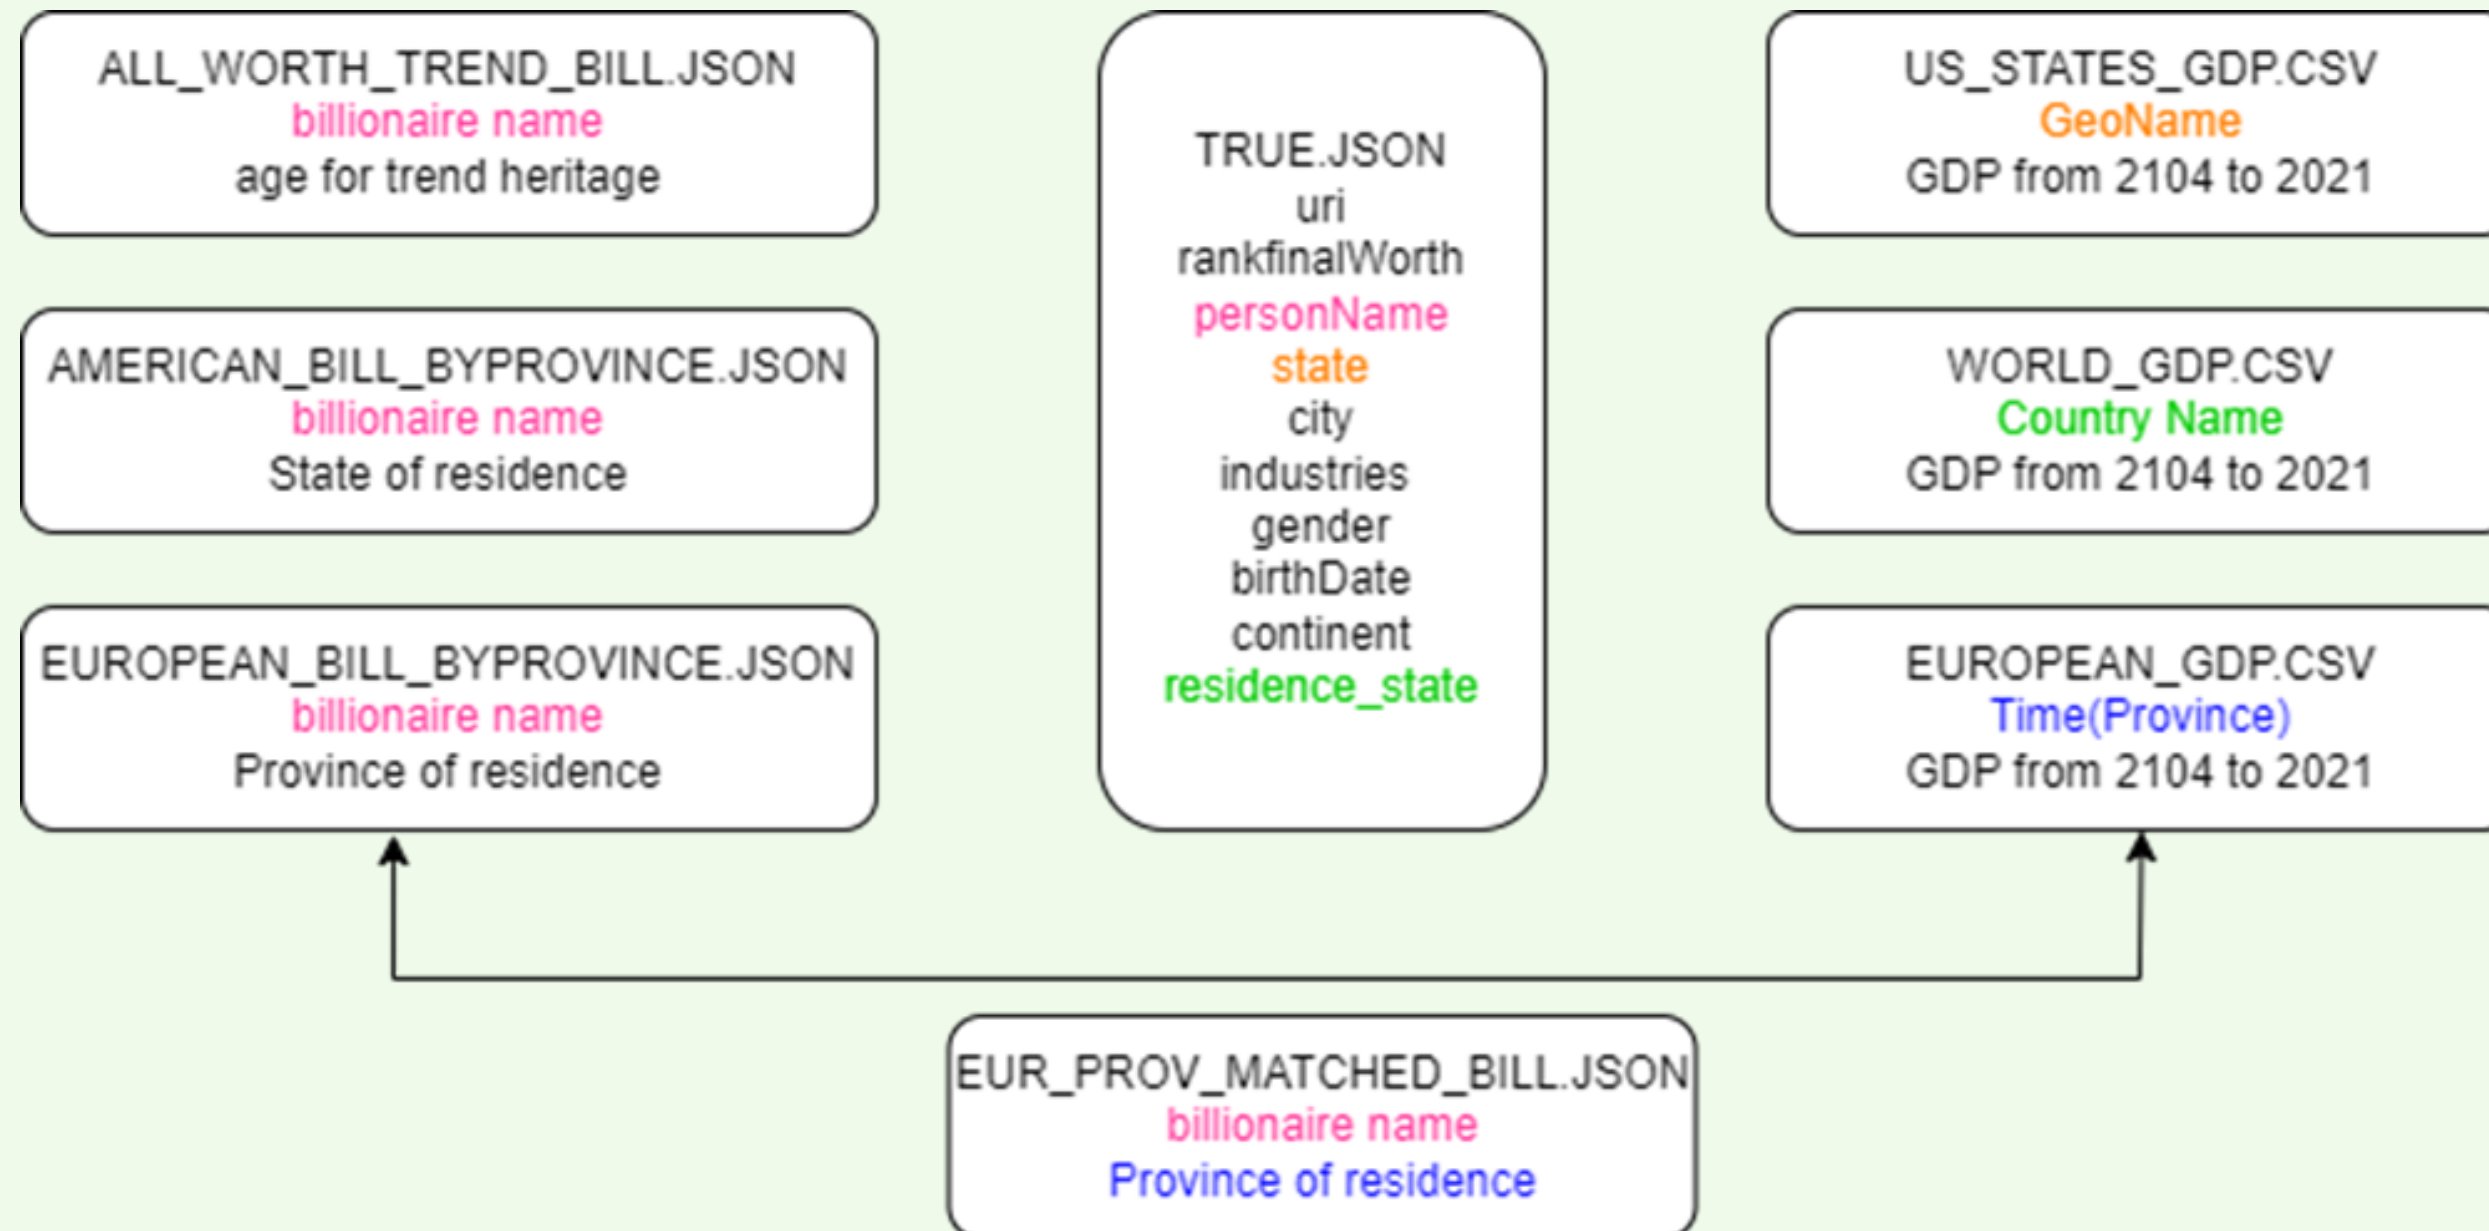 ALL_WORTH_TREND_BILL.JSON
billionaire name
age for trend heritage
AMERICAN_BILL_BYPROVINCE.JSON
billionaire name
State of residence
EUROPEAN_BILL_BYPROVINCE.JSON
billionaire name
Province of residence
TRUE.JSON
uri
rankfinalWorth
personName
state
city
industries
gender
birthDate
continent
residence_state
US_STATES_GDP.CSV
GeoName
GDP from 2104 to 2021
WORLD_GDP.CSV
Country Name
GDP from 2104 to 2021
EUROPEAN_GDP.CSV
Time(Province)
GDP from 2104 to 2021
EUR_PROV_MATCHED_BILL.JSON
billionaire name
Province of residence